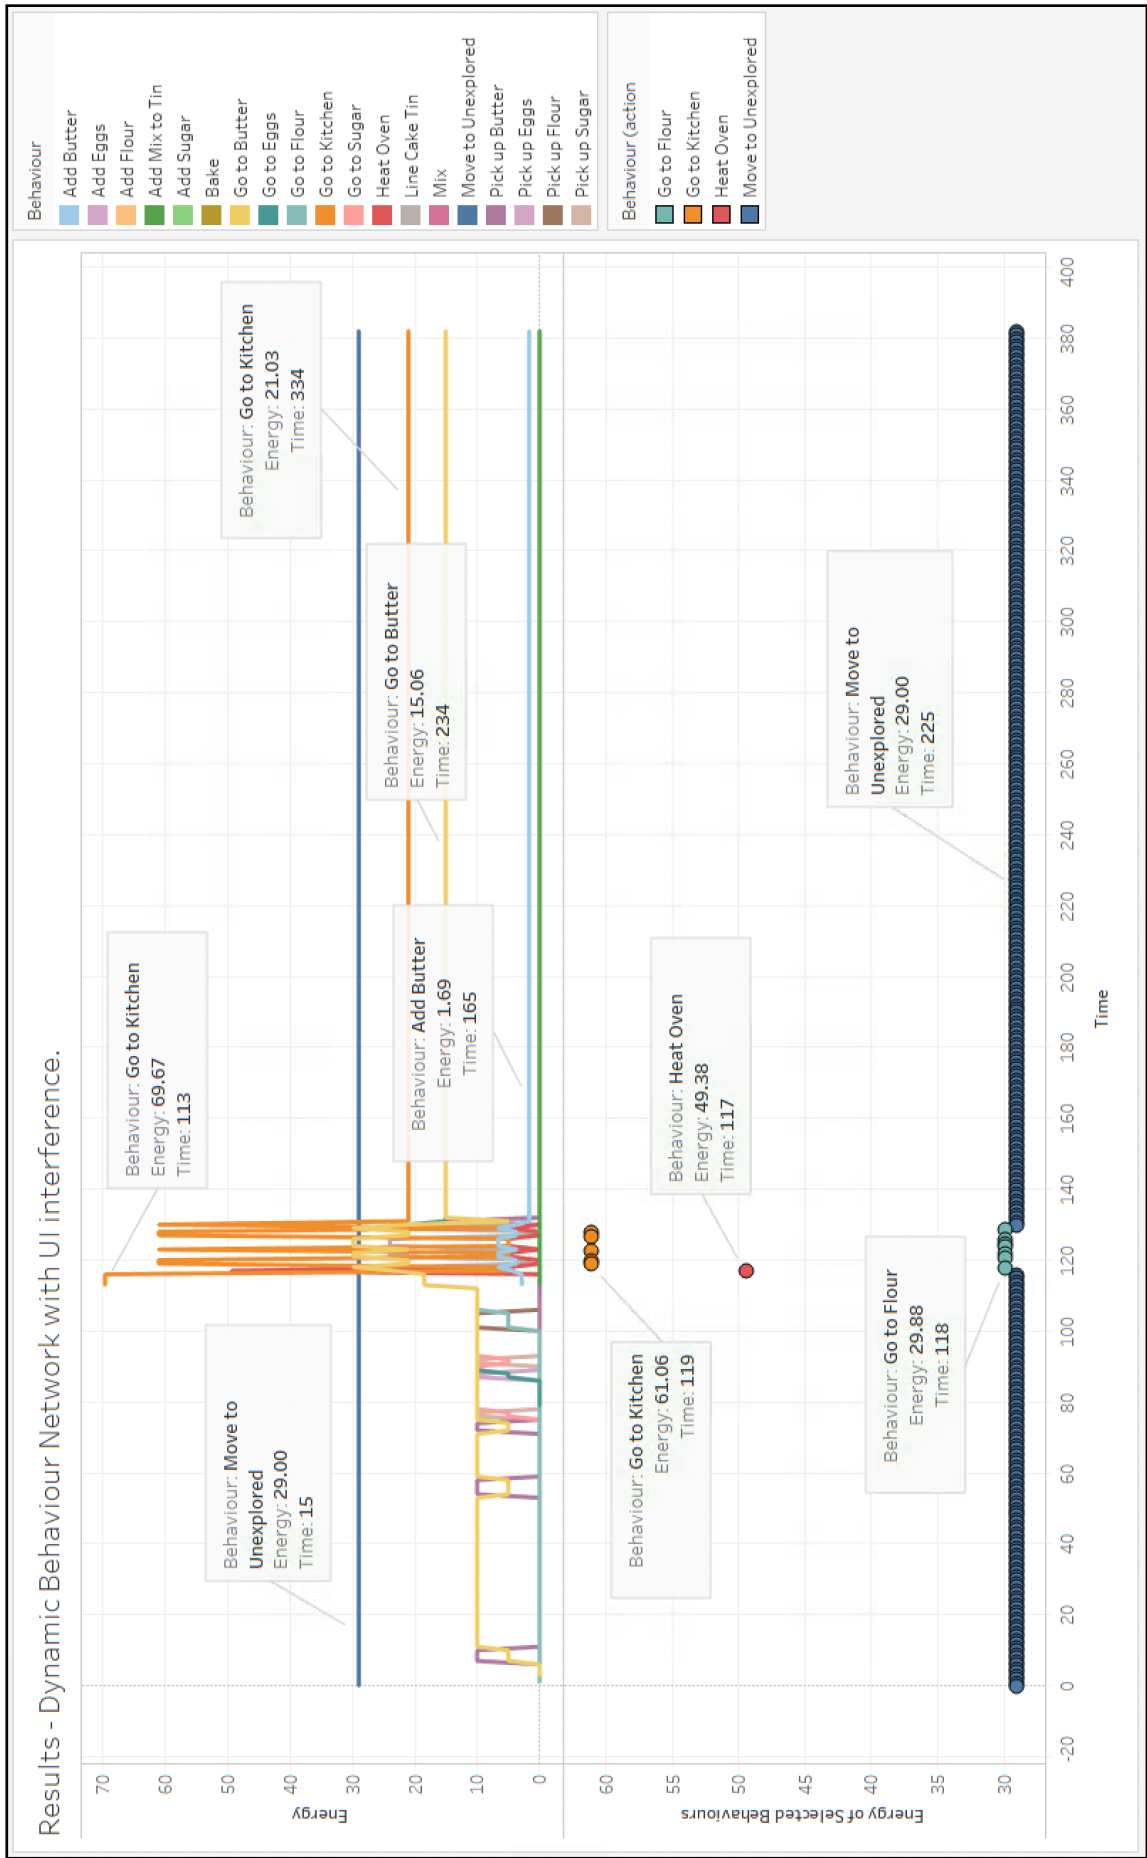 Results - Dynamic Behaviour Network with UI interference.
Energy
70
60
50
40
30
20
10
0
Behaviour: Move to
Unexplored
Energy: 29.00
Time: 15
Behaviour: Go to Kitchen
Energy: 69.67
Time: 113
Behaviour: Add Butter
Energy: 1.69
Time: 165
Behaviour: Go to Butter
Energy: 15.06
Time: 234
Behaviour: Go to Kitchen
Energy: 21.03
Time: 334
Energy of Selected Behaviours
60
55
50
45
40
35
30
Behaviour: Go to Kitchen
Energy: 61.06
Time: 119
Behaviour: Heat Oven
Energy: 49.38
Time: 117
Behaviour: Go to Flour
Energy: 29.88
Time: 118
Behaviour: Move to
Unexplored
Energy: 29.00
Time: 225
-20 0 20 40 60 80 100 120 140 160 180 200 220 240 260 280 300 320 340 360 380 400
Time
Behaviour
Add Butter
Add Eggs
Add Flour
Add Mix to Tin
Add Sugar
Bake
Go to Butter
Go to Eggs
Go to Flour
Go to Kitchen
Go to Sugar
Heat Oven
Line Cake Tin
Mix
Move to Unexplored
Pick up Butter
Pick up Eggs
Pick up Flour
Pick up Sugar
Behaviour (action
Go to Flour
Go to Kitchen
Heat Oven
Move to Unexplored